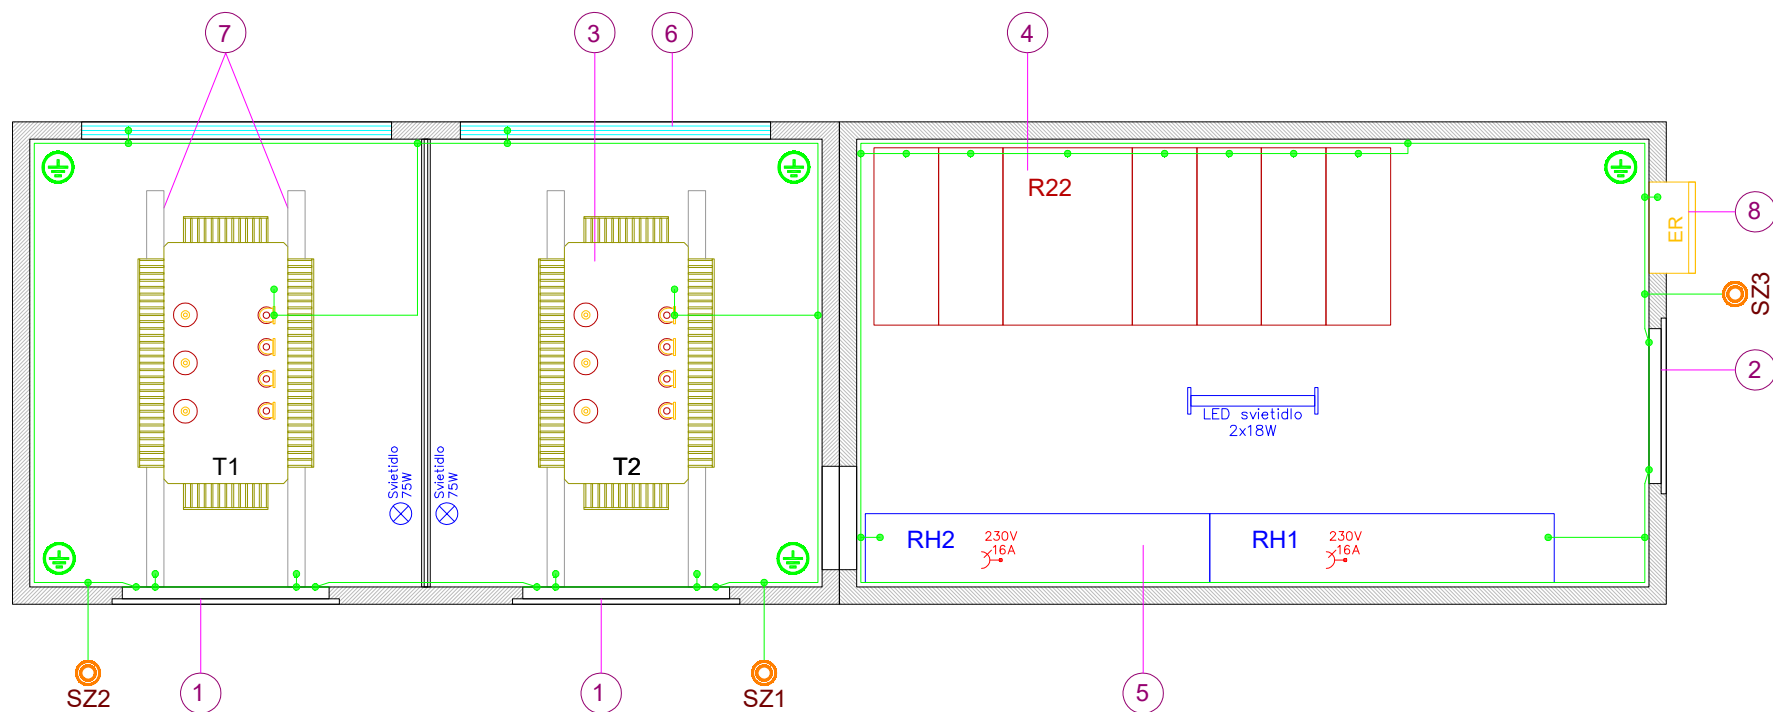 7
3
6
4
R22
8
ER
SZ3
2
LED svietidlo
2x18W
T1
Svietidlo
75W
Svietidlo
75W
T2
RH2
230V
16A
RH1
230V
16A
SZ2
1
1
SZ1
5